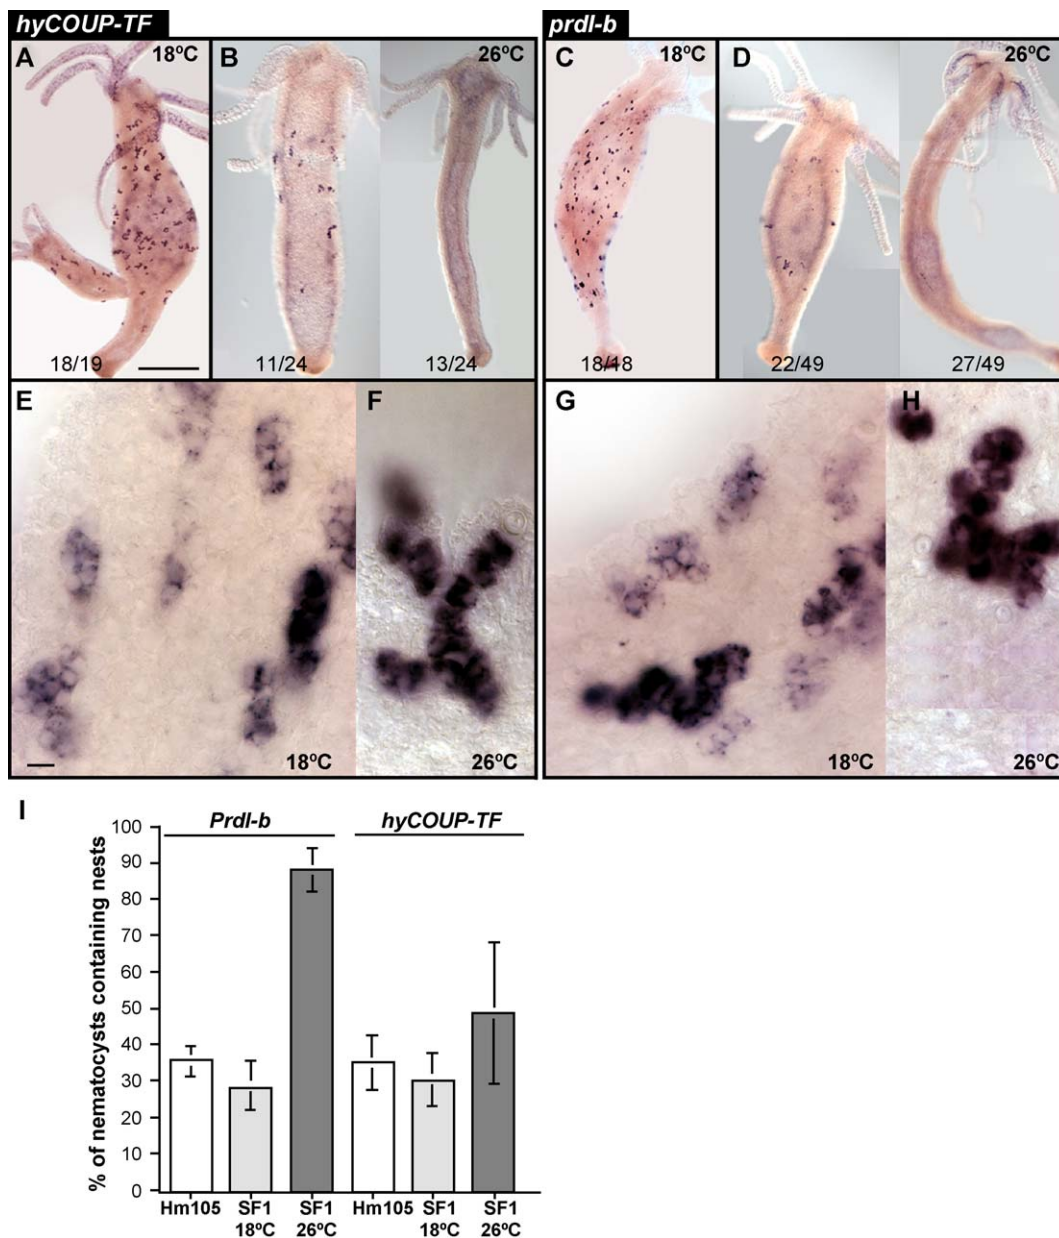 hyCOUP-TF
prdl-b
A 18ºC
B 26ºC
C 18ºC
D 26ºC
18/19
11/24
13/24
18/18
22/49
27/49
E
F
G
H
18ºC
26ºC
18ºC
26ºC
I
Prdl-b
hyCOUP-TF
% of nematocysts containing nests
100
90
80
70
60
50
40
30
20
10
0
Hm105 SF1 SF1 Hm105 SF1 SF1
18ºC 26ºC 18ºC 26ºC